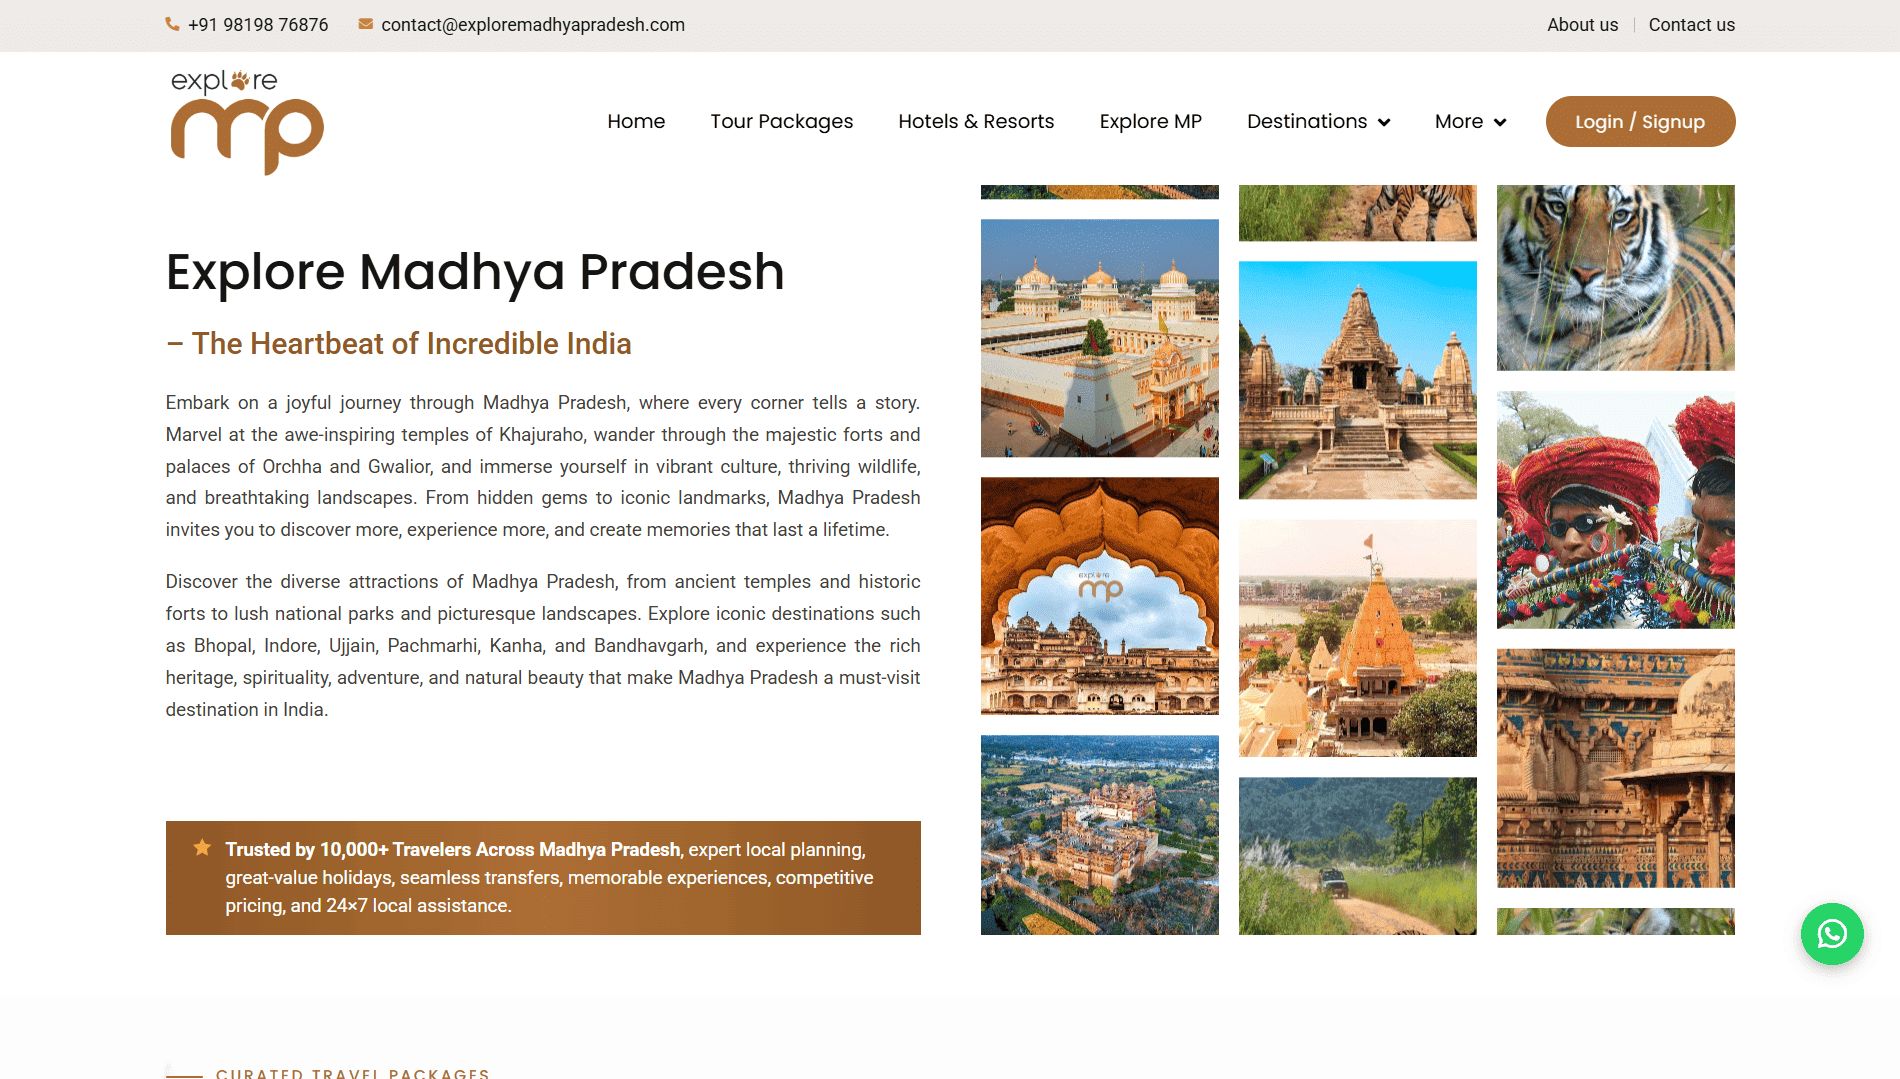 +91 98198 76876
contact@exploremadhyapradesh.com
About us
Contact us
explore
mp
Home
Tour Packages
Hotels & Resorts
Explore MP
Destinations
More
Login / Signup
Explore Madhya Pradesh
– The Heartbeat of Incredible India
Embark on a joyful journey through Madhya Pradesh, where every corner tells a story.
Marvel at the awe-inspiring temples of Khajuraho, wander through the majestic forts and
palaces of Orchha and Gwalior, and immerse yourself in vibrant culture, thriving wildlife,
and breathtaking landscapes. From hidden gems to iconic landmarks, Madhya Pradesh
invites you to discover more, experience more, and create memories that last a lifetime.
Discover the diverse attractions of Madhya Pradesh, from ancient temples and historic
forts to lush national parks and picturesque landscapes. Explore iconic destinations such
as Bhopal, Indore, Ujjain, Pachmarhi, Kanha, and Bandhavgarh, and experience the rich
heritage, spirituality, adventure, and natural beauty that make Madhya Pradesh a must-visit
destination in India.
Trusted by 10,000+ Travelers Across Madhya Pradesh, expert local planning,
great-value holidays, seamless transfers, memorable experiences, competitive
pricing, and 24×7 local assistance.
explore
mp
CURATED TRAVEL PACKAGES